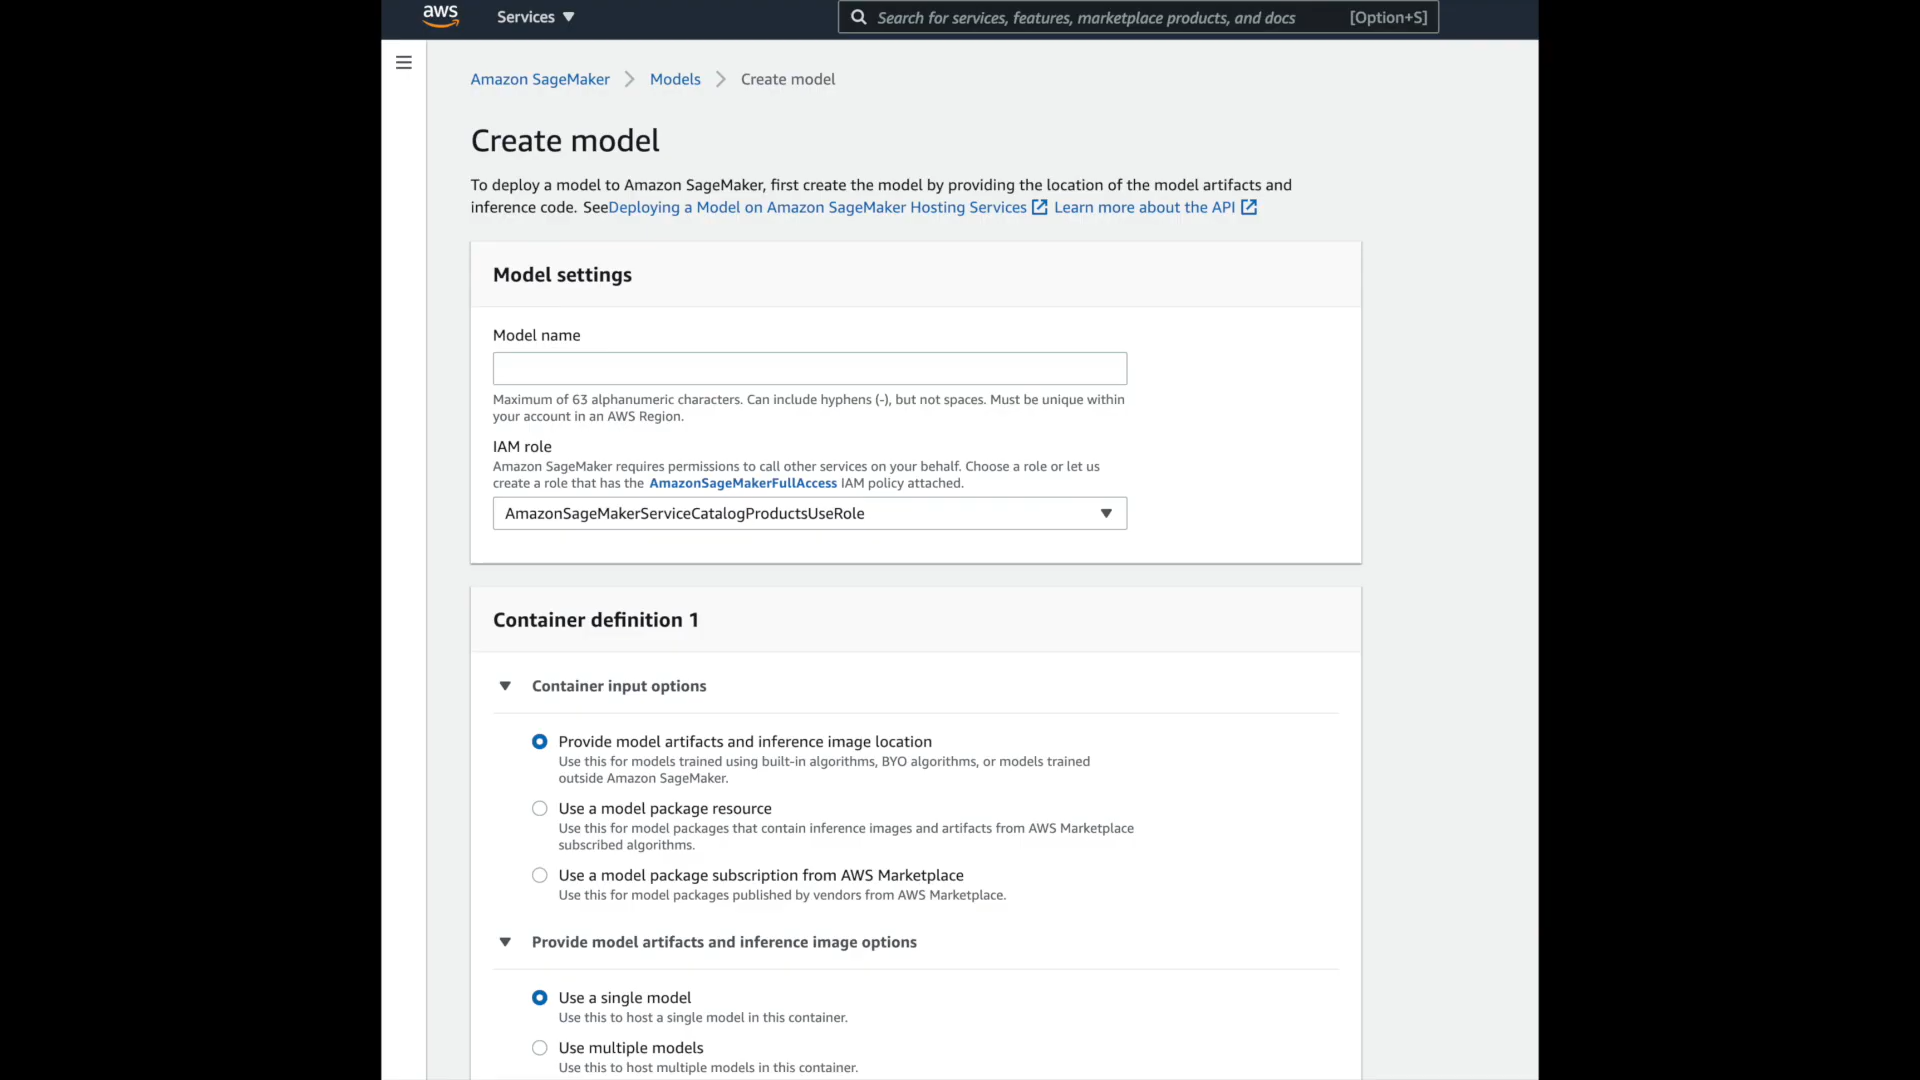 aws
Services
Search for services, features, marketplace products, and docs
[Option+S]
Amazon SageMaker
Models
Create model
Create model
To deploy a model to Amazon SageMaker, first create the model by providing the location of the model artifacts and
inference code. SeeDeploying a Model on Amazon SageMaker Hosting Services Learn more about the API
Model settings
Model name
Maximum of 63 alphanumeric characters. Can include hyphens (-), but not spaces. Must be unique within
your account in an AWS Region.
IAM role
Amazon SageMaker requires permissions to call other services on your behalf. Choose a role or let us
create a role that has the AmazonSageMakerFullAccess IAM policy attached.
AmazonSageMakerServiceCatalogProductsUseRole
Container definition 1
Container input options
Provide model artifacts and inference image location
Use this for models trained using built-in algorithms, BYO algorithms, or models trained
outside Amazon SageMaker.
Use a model package resource
Use this for model packages that contain inference images and artifacts from AWS Marketplace
subscribed algorithms.
Use a model package subscription from AWS Marketplace
Use this for model packages published by vendors from AWS Marketplace.
Provide model artifacts and inference image options
Use a single model
Use this to host a single model in this container.
Use multiple models
Use this to host multiple models in this container.